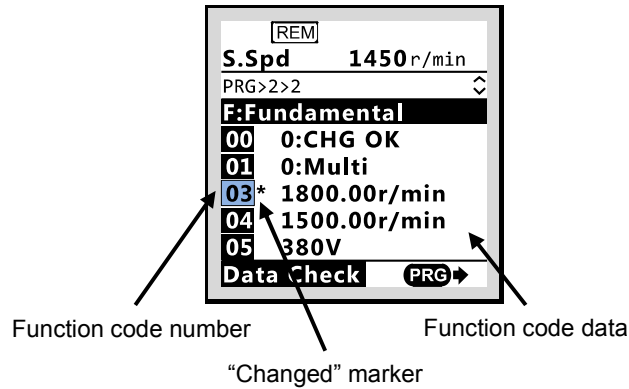 REM
S.Spd 1450r/min
PRG>2>2
F:Fundamental
00 0:CHG OK
01 0:Multi
03* 1800.00r/min
04 1500.00r/min
05 380V
Data Check PRG
Function code number
Function code data
“Changed” marker